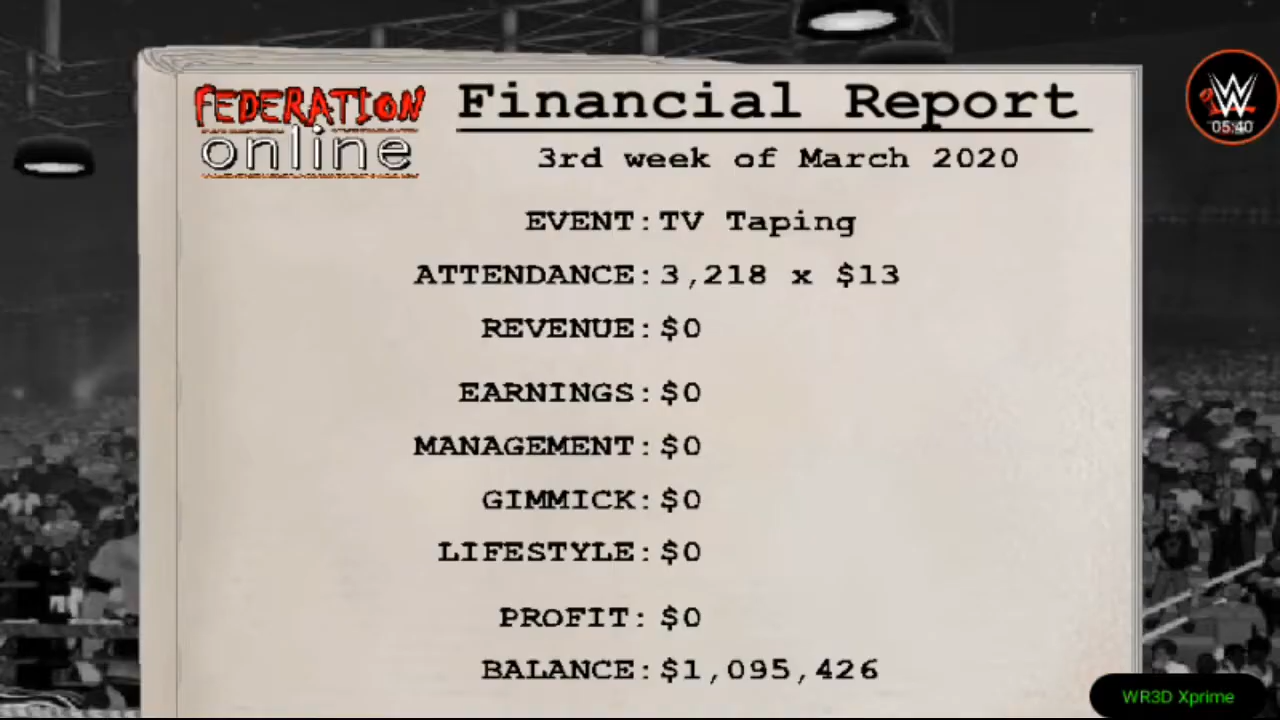 FEDERATION
online
Financial Report
3rd week of March 2020
EVENT: TV Taping
ATTENDANCE: 3,218 x $13
REVENUE: $0
EARNINGS: $0
MANAGEMENT: $0
GIMMICK: $0
LIFESTYLE: $0
PROFIT: $0
BALANCE: $1,095,426
W
05:40
WR3D Xprime